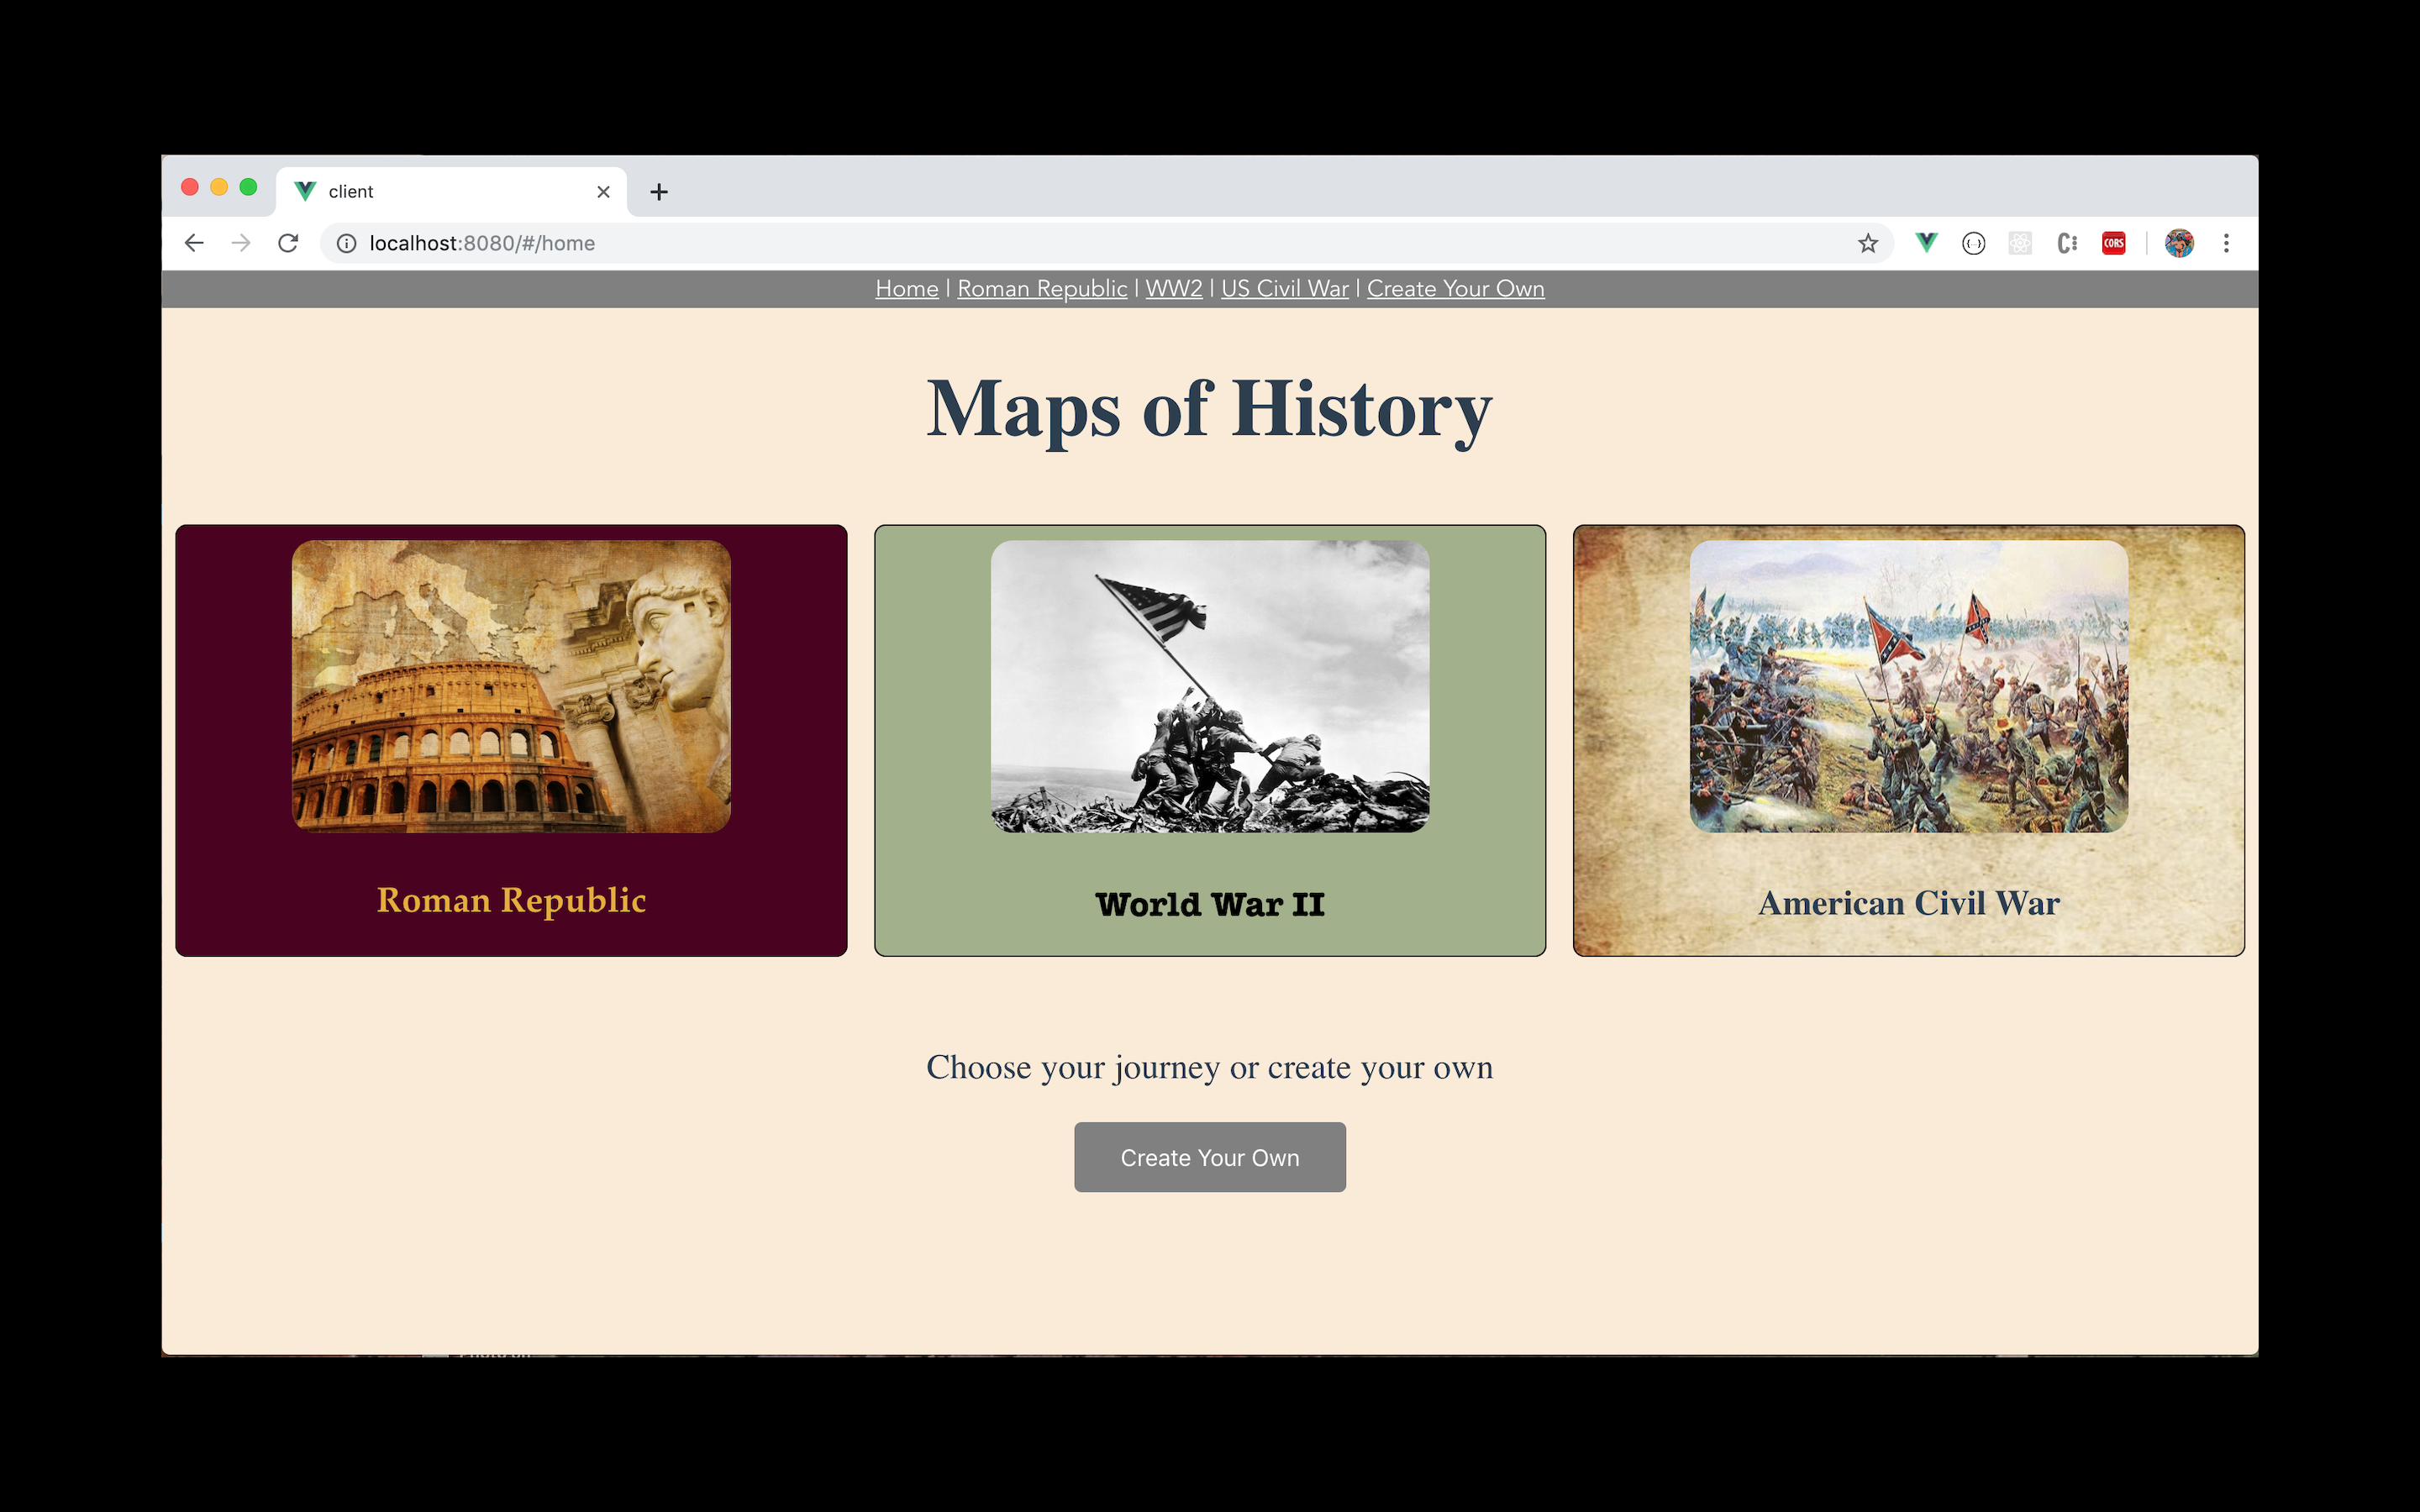 client
localhost:8080/#/home
CORS
Home | Roman Republic | WW2 | US Civil War | Create Your Own
Maps of History
Roman Republic
World War II
American Civil War
Choose your journey or create your own
Create Your Own